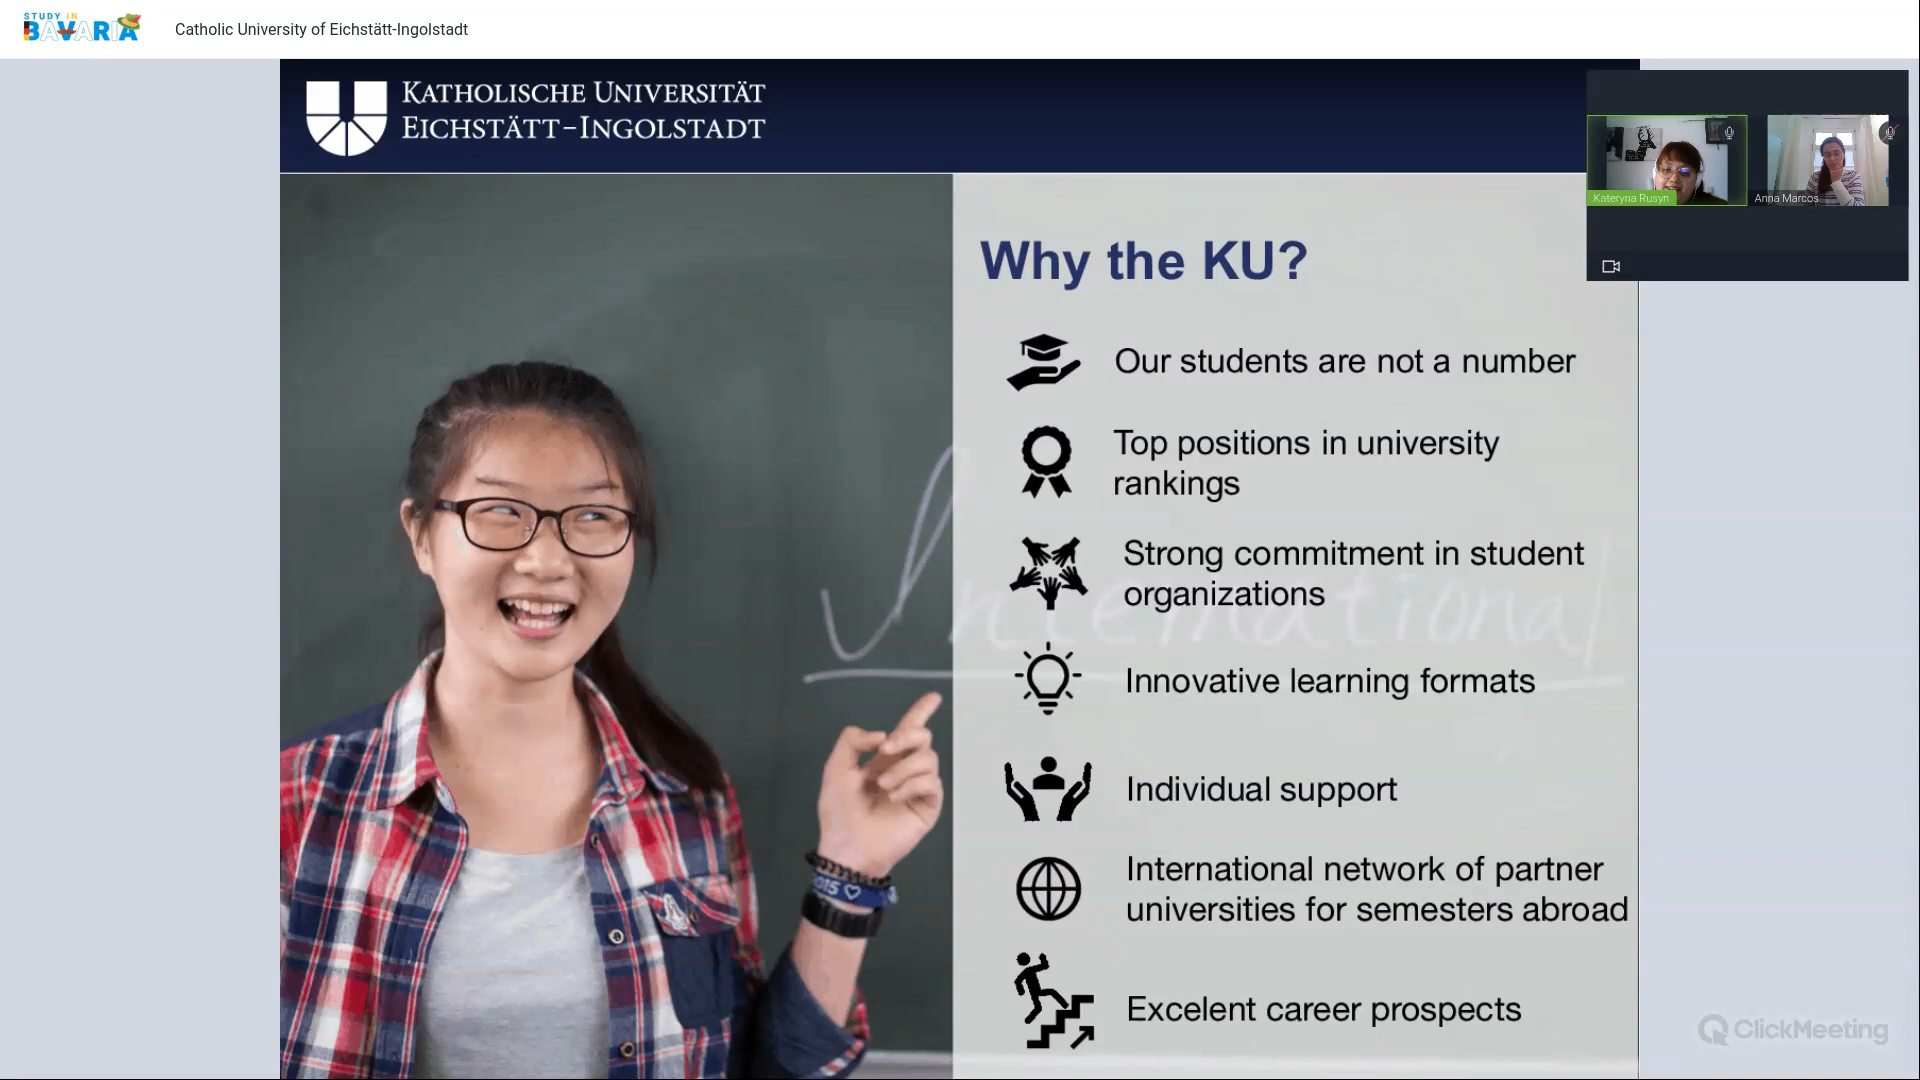 STUDY IN
BAVARIA
Catholic University of Eichstätt-Ingolstadt
KATHOLISCHE UNIVERSITÄT
EICHSTÄTT-INGOLSTADT
Kateryna Rusyn
Anna Marcos
Why the KU?
Our students are not a number
Top positions in university
rankings
Strong commitment in student
organizations
International
Innovative learning formats
Individual support
2015
International network of partner
universities for semesters abroad
Excelent career prospects
ClickMeeting